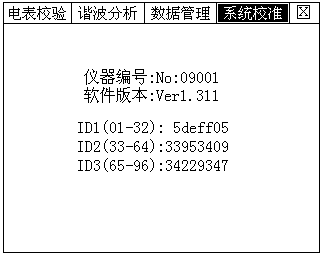 电表校验 谐波分析 数据管理 系统校准
仪器编号:No:09001
软件版本:Ver1.311
ID1(01-32): 5deff05
ID2(33-64):33953409
ID3(65-96):34229347